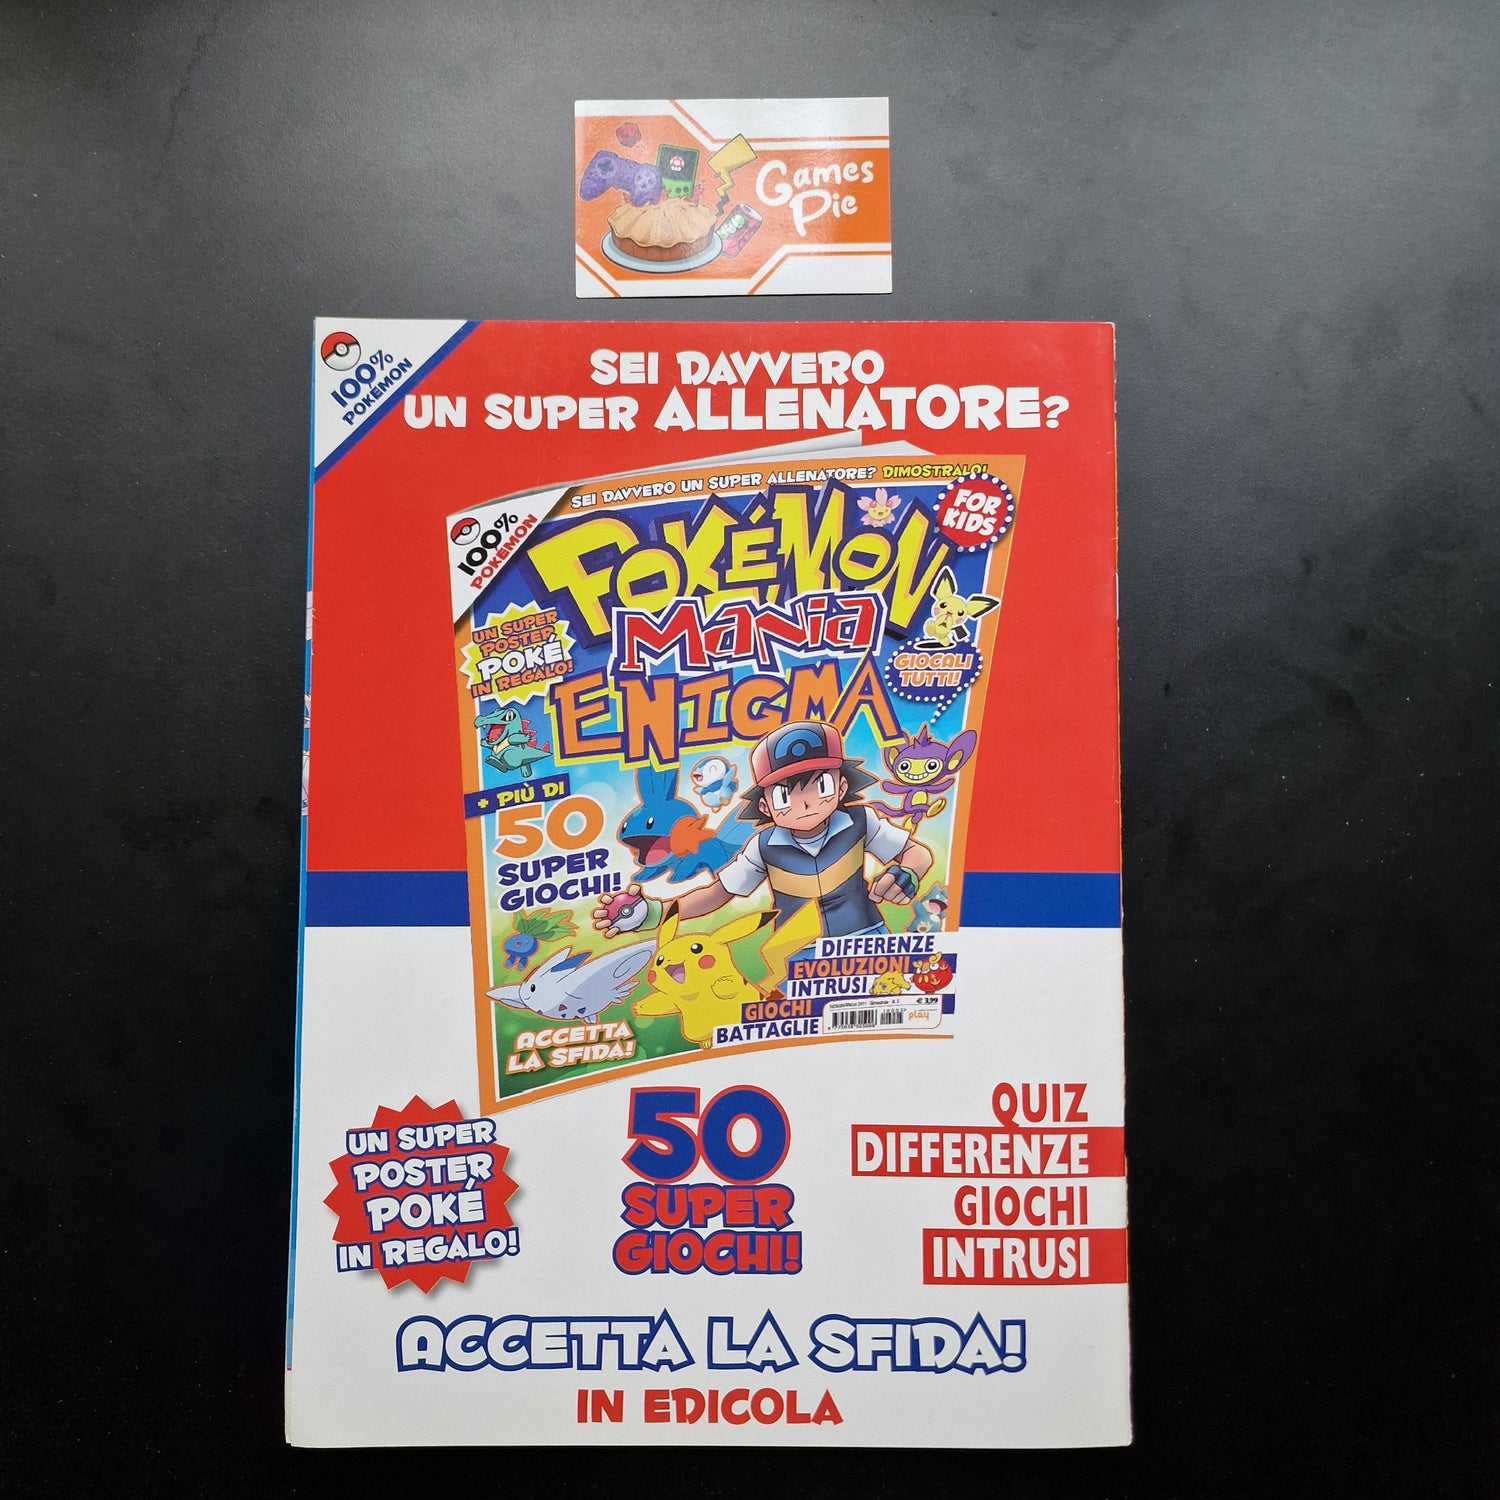 Games
Pie
100%
POKÉMON
SEI DAVVERO
UN SUPER ALLENATORE?
SEI DAVVERO UN SUPER ALLENATORE? DIMOSTRALO!
100%
POKÉMON
FOR
KIDS
POKÉMON
MANIA
ENIGMA
UN SUPER
POSTER
POKÉ
IN REGALO!
GIOCALI
TUTTI!
+ PIÙ DI
50
SUPER
GIOCHI!
DIFFERENZE
EVOLUZIONI
INTRUSI
GIOCHI
BATTAGLIE
€ 3,99
play
ACCETTA
LA SFIDA!
UN SUPER
POSTER
POKÉ
IN REGALO!
50
SUPER
GIOCHI!
QUIZ
DIFFERENZE
GIOCHI
INTRUSI
ACCETTA LA SFIDA!
IN EDICOLA